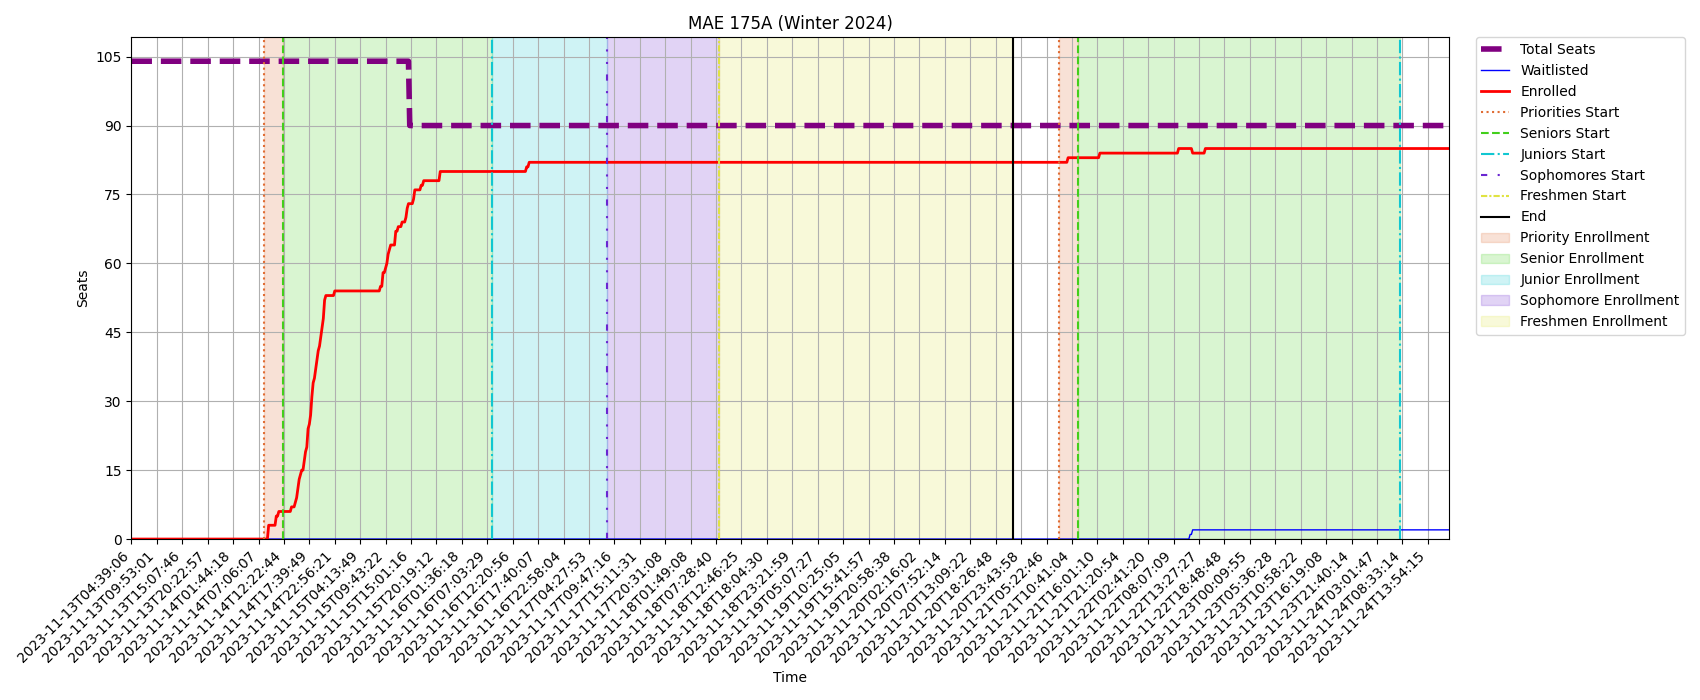 MAE 175A (Winter 2024)
Seats
105
90
75
60
45
30
15
0
2023-11-13T04:39:06
2023-11-13T09:53:01
2023-11-13T15:07:46
2023-11-13T20:22:57
2023-11-14T01:44:18
2023-11-14T07:06:07
2023-11-14T12:22:44
2023-11-14T17:39:49
2023-11-14T22:56:21
2023-11-15T04:13:49
2023-11-15T09:43:22
2023-11-15T15:01:16
2023-11-15T20:19:12
2023-11-16T01:36:18
2023-11-16T07:03:29
2023-11-16T12:20:56
2023-11-16T17:40:07
2023-11-16T22:58:04
2023-11-17T04:27:53
2023-11-17T09:47:16
2023-11-17T15:11:31
2023-11-17T20:31:08
2023-11-18T01:49:08
2023-11-18T07:28:40
2023-11-18T12:46:25
2023-11-18T18:04:30
2023-11-18T23:21:59
2023-11-19T05:07:27
2023-11-19T10:25:05
2023-11-19T15:41:57
2023-11-19T20:58:38
2023-11-20T02:16:02
2023-11-20T07:52:14
2023-11-20T13:09:22
2023-11-20T18:26:48
2023-11-20T23:43:58
2023-11-21T05:22:46
2023-11-21T10:41:04
2023-11-21T16:01:10
2023-11-21T21:20:54
2023-11-22T02:41:20
2023-11-22T08:07:09
2023-11-22T13:27:27
2023-11-22T18:48:48
2023-11-23T00:09:55
2023-11-23T05:36:28
2023-11-23T10:58:22
2023-11-23T16:19:08
2023-11-23T21:40:14
2023-11-24T03:01:47
2023-11-24T08:33:14
2023-11-24T13:54:15
Time
Total Seats
Waitlisted
Enrolled
Priorities Start
Seniors Start
Juniors Start
Sophomores Start
Freshmen Start
End
Priority Enrollment
Senior Enrollment
Junior Enrollment
Sophomore Enrollment
Freshmen Enrollment